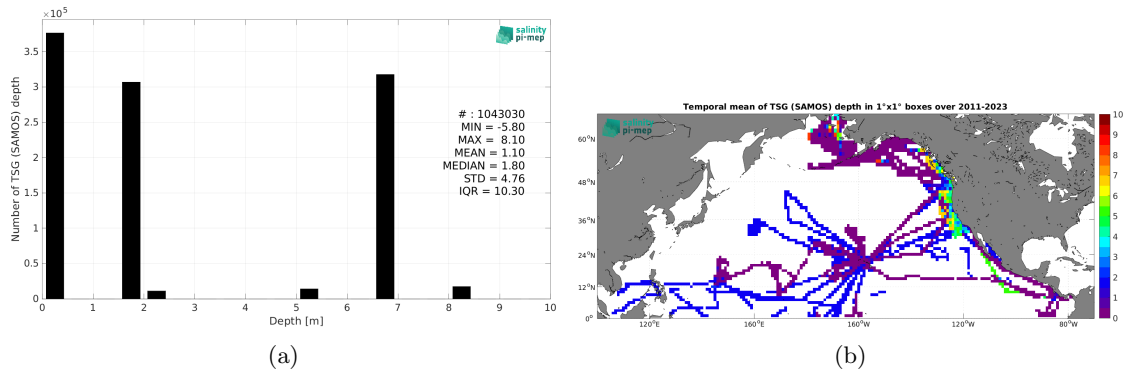 ×10⁵
3.5
3
2.5
2
1.5
1
0.5
0
Number of TSG (SAMOS) depth
0 1 2 3 4 5 6 7 8 9 10
Depth [m]
salinity
pi-mep
# : 1043030
MIN = -5.80
MAX = 8.10
MEAN = 1.10
MEDIAN = 1.80
STD = 4.76
IQR = 10.30
(a)
Temporal mean of TSG (SAMOS) depth in 1°x1° boxes over 2011-2023
salinity
pi-mep
60°N
48°N
36°N
24°N
12°N
0°
120°E 160°E 160°W 120°W 80°W
10
9
8
7
6
5
4
3
2
1
0
(b)